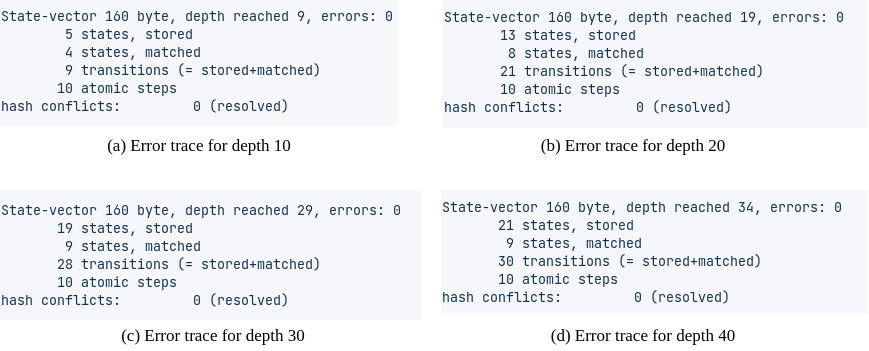 State-vector 160 byte, depth reached 9, errors: 0
5 states, stored
4 states, matched
9 transitions (= stored+matched)
10 atomic steps
hash conflicts: 0 (resolved)
(a) Error trace for depth 10
State-vector 160 byte, depth reached 19, errors: 0
13 states, stored
8 states, matched
21 transitions (= stored+matched)
10 atomic steps
hash conflicts: 0 (resolved)
(b) Error trace for depth 20
State-vector 160 byte, depth reached 29, errors: 0
19 states, stored
9 states, matched
28 transitions (= stored+matched)
10 atomic steps
hash conflicts: 0 (resolved)
(c) Error trace for depth 30
State-vector 160 byte, depth reached 34, errors: 0
21 states, stored
9 states, matched
30 transitions (= stored+matched)
10 atomic steps
hash conflicts: 0 (resolved)
(d) Error trace for depth 40